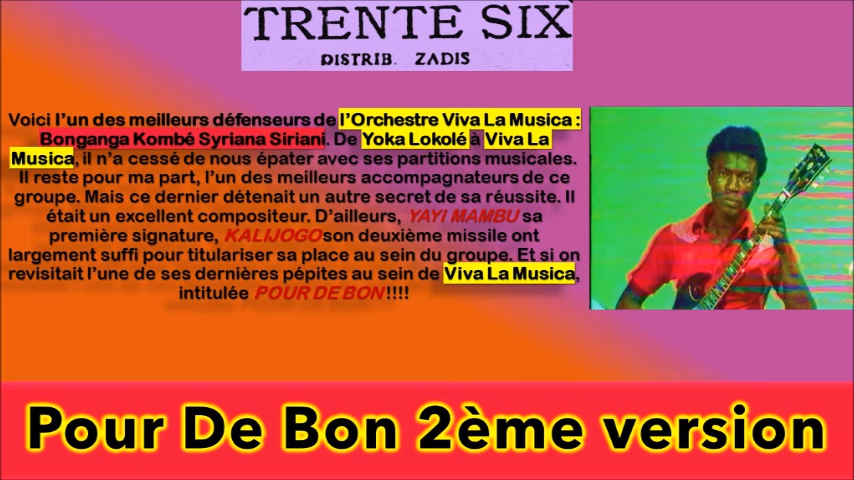 TRENTE SIX
DISTRIB. ZADIS
Voici l'un des meilleurs défenseurs de l'Orchestre Viva La Musica :
Bonganga Kombé Syriana Siriani. De Yoka Lokolé à Viva La
Musica, il n'a cessé de nous épater avec ses partitions musicales.
Il reste pour ma part, l'un des meilleurs accompagnateurs de ce
groupe. Mais ce dernier détenait un autre secret de sa réussite. Il
était un excellent compositeur. D'ailleurs, YAYI MAMBU sa
première signature, KALIJOGO son deuxième missile ont
largement suffi pour titulariser sa place au sein du groupe. Et si on
revisitait l'une de ses dernières pépites au sein de Viva La Musica,
intitulée POUR DE BON !!!!
Pour De Bon 2ème version